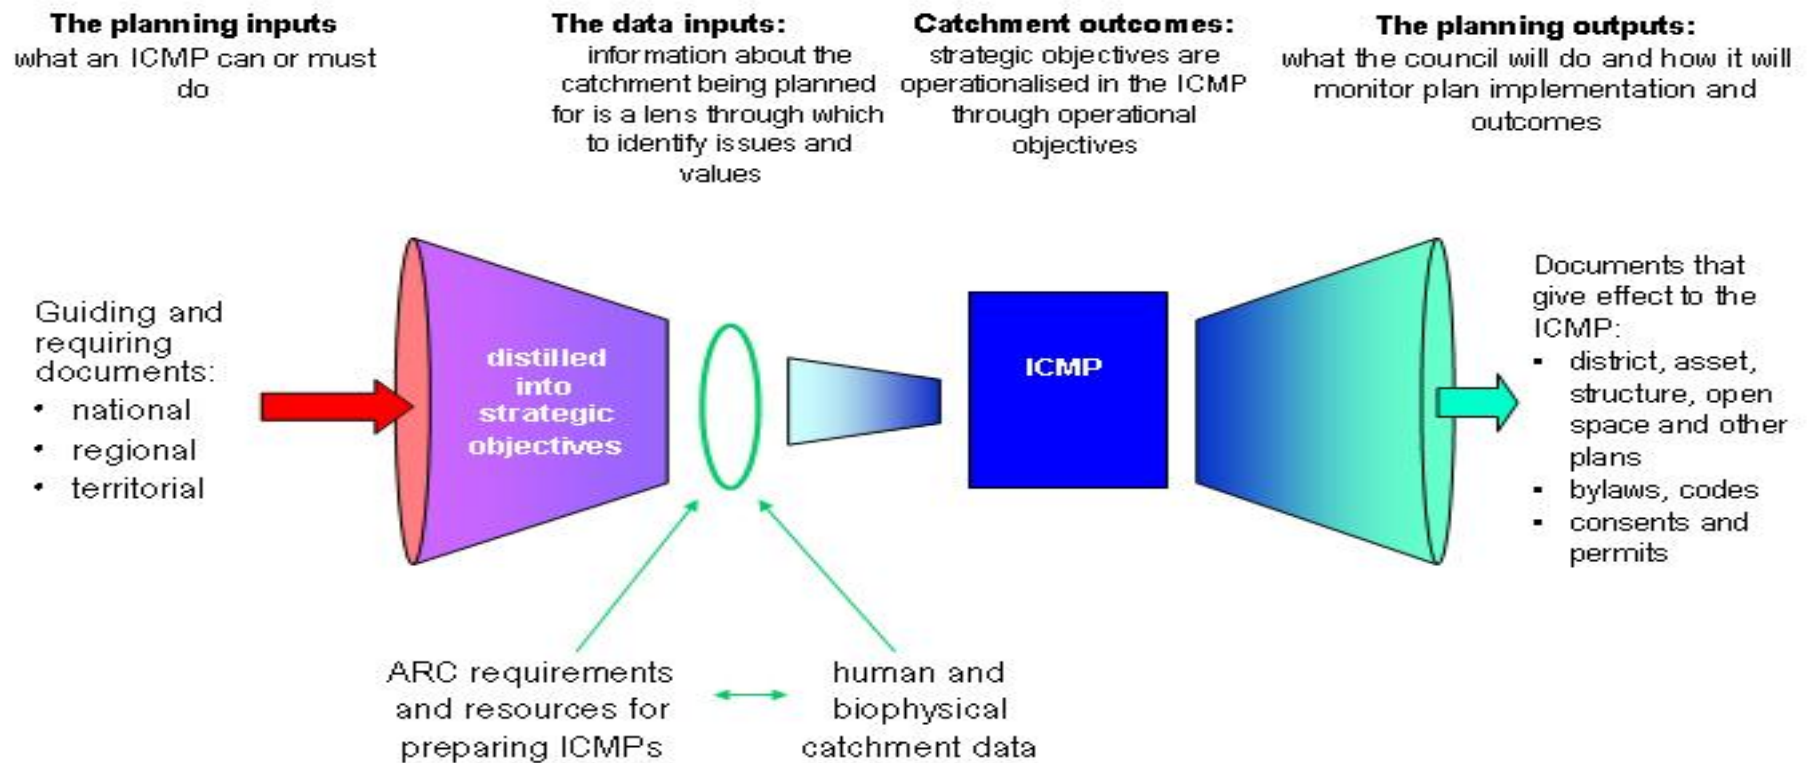 The planning inputs
what an ICMP can or must
do
The data inputs:
information about the
catchment being planned
for is a lens through which
to identify issues and
values
Catchment outcomes:
strategic objectives are
operationalised in the ICMP
through operational
objectives
The planning outputs:
what the council will do and how it will
monitor plan implementation and
outcomes
Guiding and
requiring
documents:
• national
• regional
• territorial
distilled
into
strategic
objectives
ICMP
Documents that
give effect to the
ICMP:
▪ district, asset,
structure, open
space and other
plans
▪ bylaws, codes
▪ consents and
permits
ARC requirements
and resources for
preparing ICMPs
human and
biophysical
catchment data